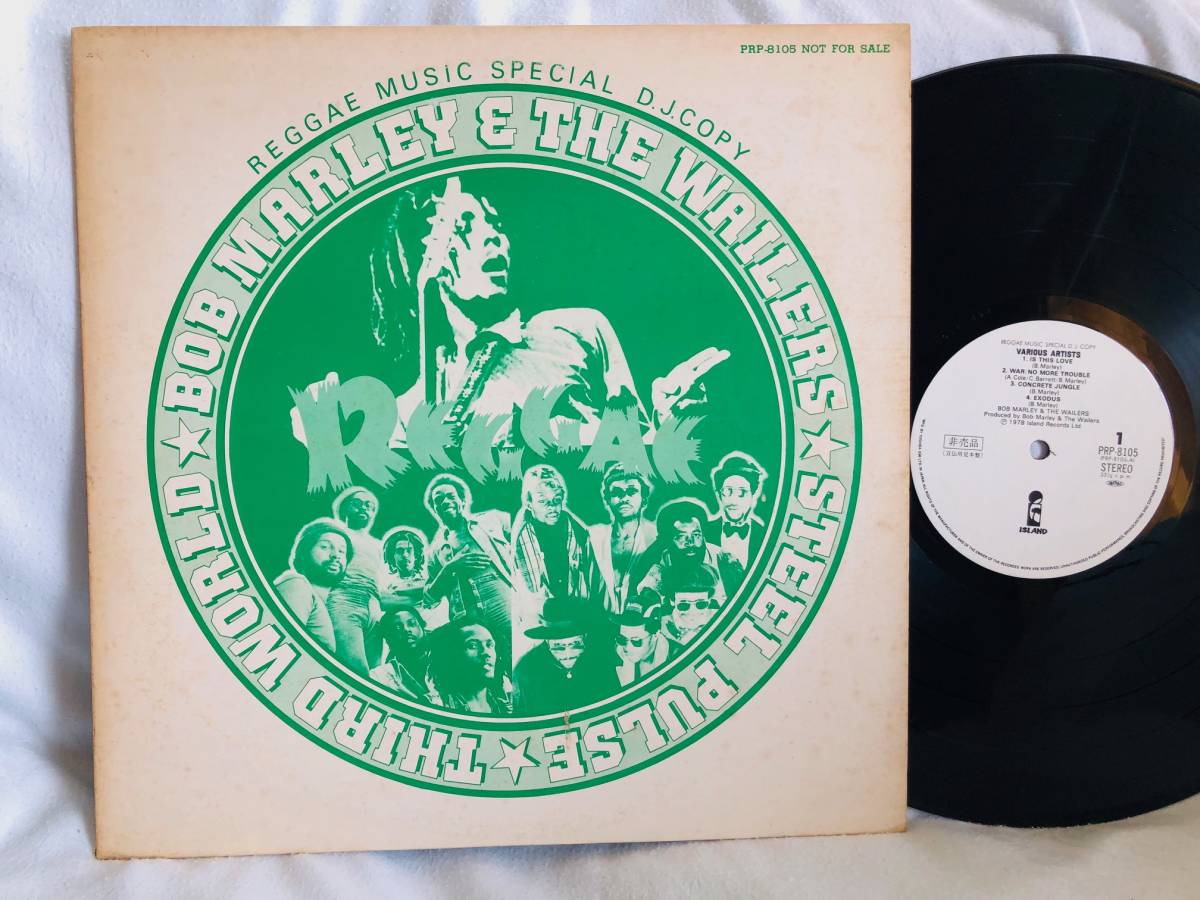 PRP-8105 NOT FOR SALE
REGGAE MUSIC SPECIAL D.J.COPY
BOB MARLEY & THE WAILERS★STEEL PULSE★THIRD WORLD★
REGGAE
REGGAE MUSIC SPECIAL D.J. COPY
VARIOUS ARTISTS
1. IS THIS LOVE
(B.Marley)
2. WAR NO MORE TROUBLE
(A. Cole/C. Barrett/B. Marley)
3. CONCRETE JUNGLE
(B.Marley)
4. EXODUS
(B.Marley)
BOB MARLEY & THE WAILERS
Produced by Bob Marley & The Wailers
Ⓟ 1978 Island Records Ltd.
非売品
1
PRP-8105
(PRP-8105-A)
STEREO
ISLAND